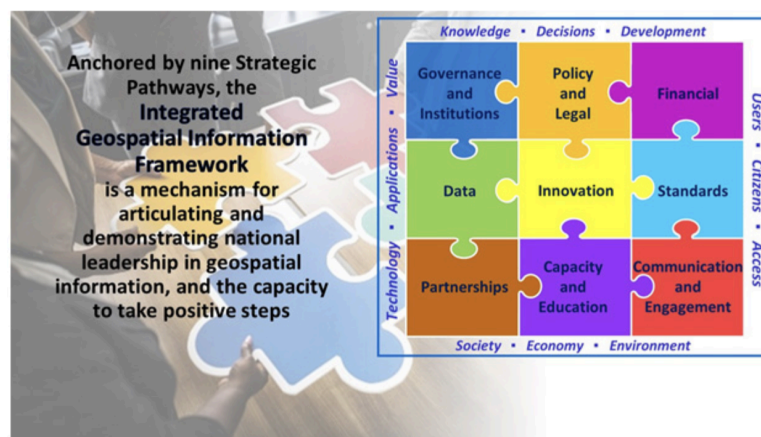 Anchored by nine Strategic
Pathways, the
Integrated
Geospatial Information
Framework
is a mechanism for
articulating and
demonstrating national
leadership in geospatial
information, and the capacity
to take positive steps
Knowledge ▪ Decisions ▪ Development
Technology ▪ Applications ▪ Value
Governance
and
Institutions
Policy
and
Legal
Financial
Data
Innovation
Standards
Partnerships
Capacity
and
Education
Communication
and
Engagement
Users ▪ Citizens ▪ Access
Society ▪ Economy ▪ Environment